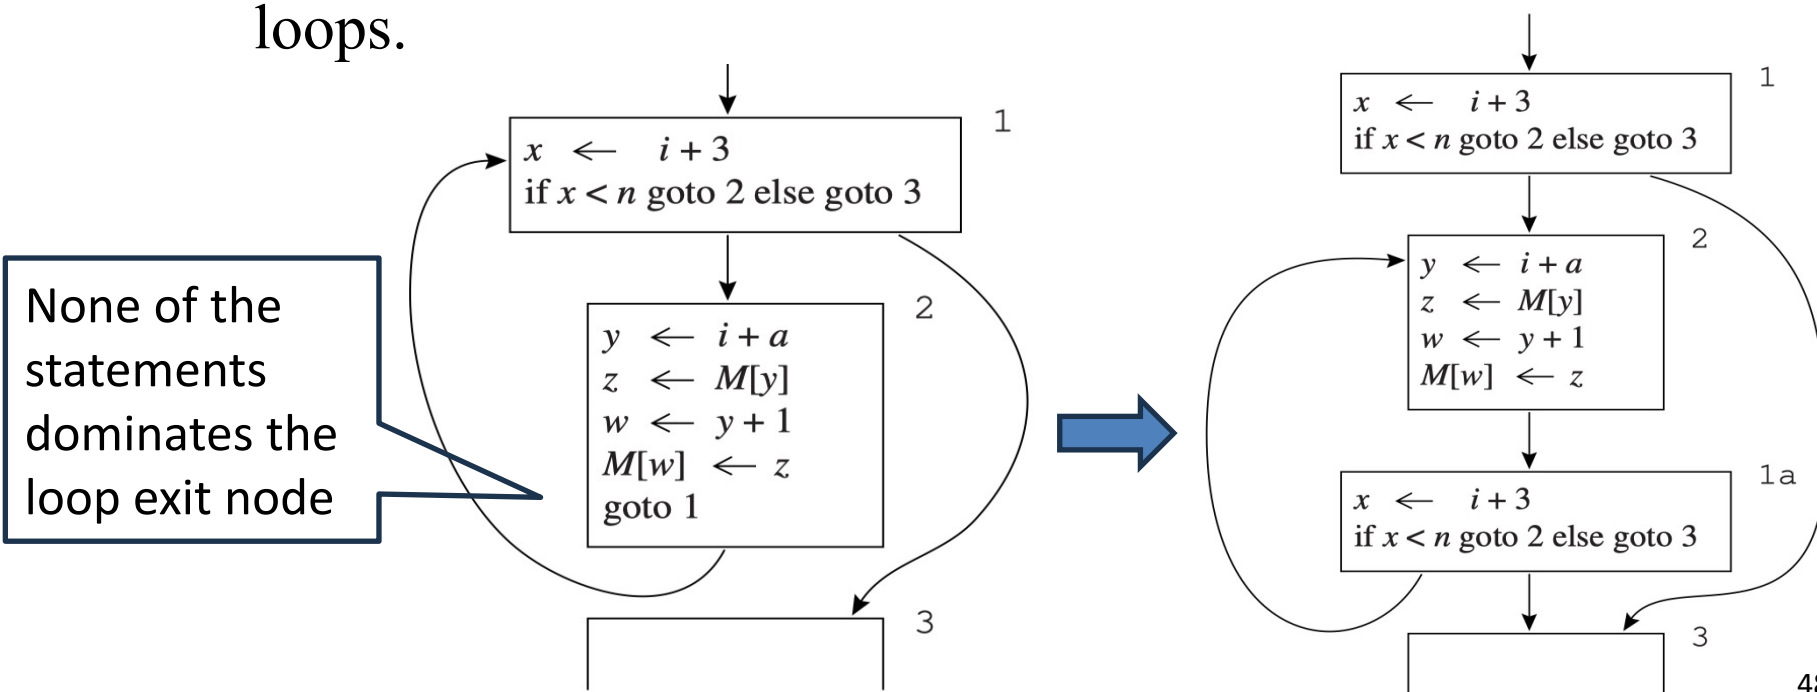 loops.
None of the
statements
dominates the
loop exit node
1
x ← i + 3
if x < n goto 2 else goto 3
2
y ← i + a
z ← M[y]
w ← y + 1
M[w] ← z
goto 1
3
1
x ← i + 3
if x < n goto 2 else goto 3
2
y ← i + a
z ← M[y]
w ← y + 1
M[w] ← z
1a
x ← i + 3
if x < n goto 2 else goto 3
3